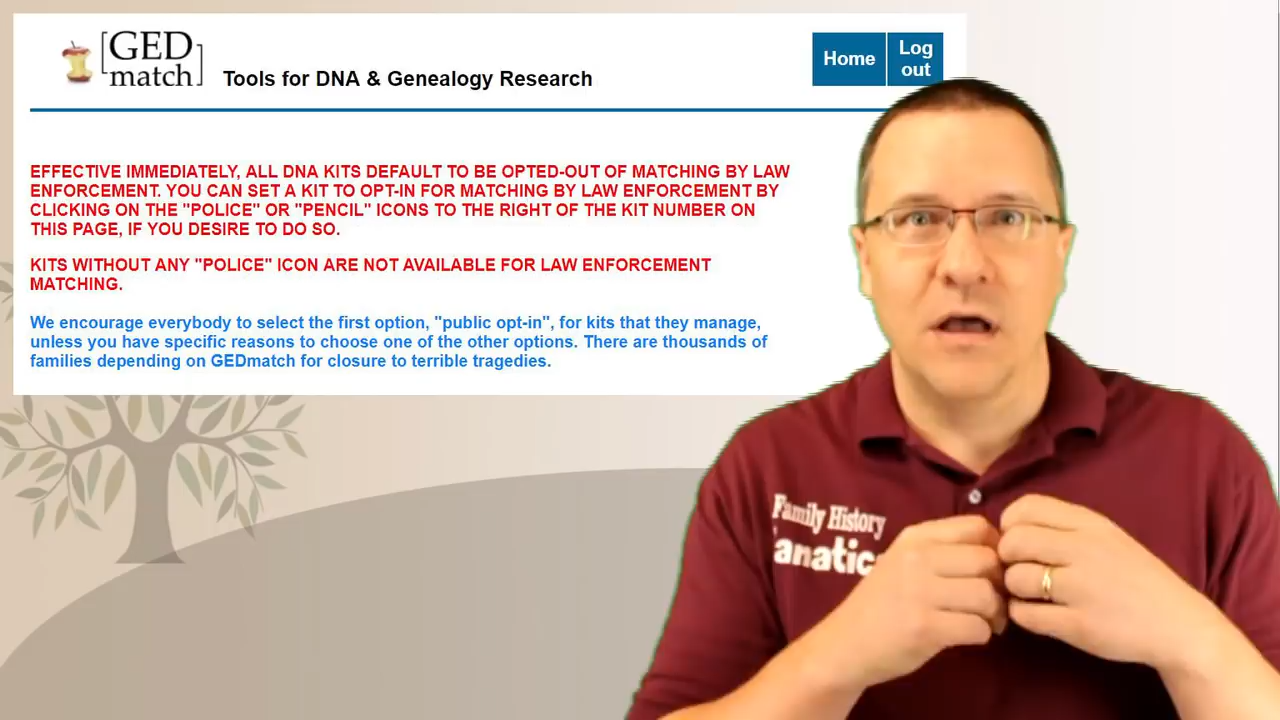 [GED
match]
Tools for DNA & Genealogy Research
Home
Log
out
EFFECTIVE IMMEDIATELY, ALL DNA KITS DEFAULT TO BE OPTED-OUT OF MATCHING BY LAW
ENFORCEMENT. YOU CAN SET A KIT TO OPT-IN FOR MATCHING BY LAW ENFORCEMENT BY
CLICKING ON THE "POLICE" OR "PENCIL" ICONS TO THE RIGHT OF THE KIT NUMBER ON
THIS PAGE, IF YOU DESIRE TO DO SO.
KITS WITHOUT ANY "POLICE" ICON ARE NOT AVAILABLE FOR LAW ENFORCEMENT
MATCHING.
We encourage everybody to select the first option, "public opt-in", for kits that they manage,
unless you have specific reasons to choose one of the other options. There are thousands of
families depending on GEDmatch for closure to terrible tragedies.
Family History
anatic